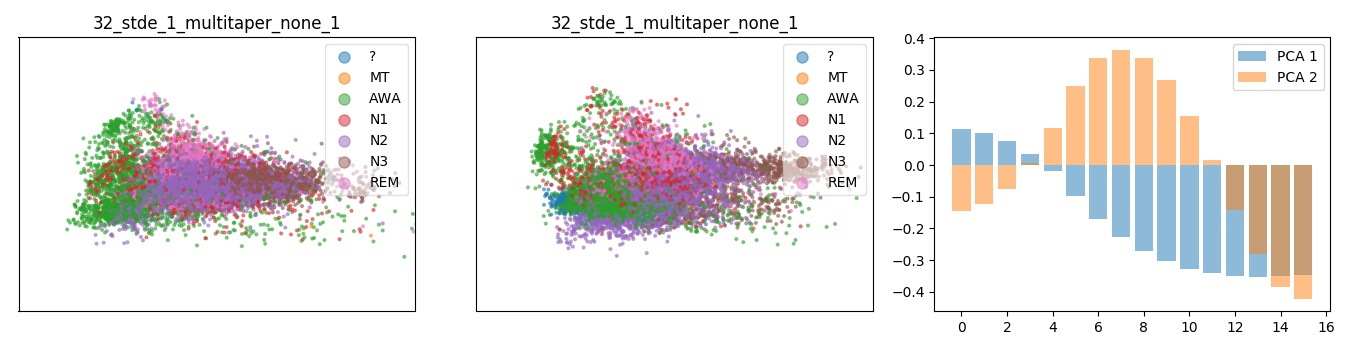 32_stde_1_multitaper_none_1
?
MT
AWA
N1
N2
N3
REM
32_stde_1_multitaper_none_1
?
MT
AWA
N1
N2
N3
REM
PCA 1
PCA 2
0.4
0.3
0.2
0.1
0.0
−0.1
−0.2
−0.3
−0.4
0 2 4 6 8 10 12 14 16